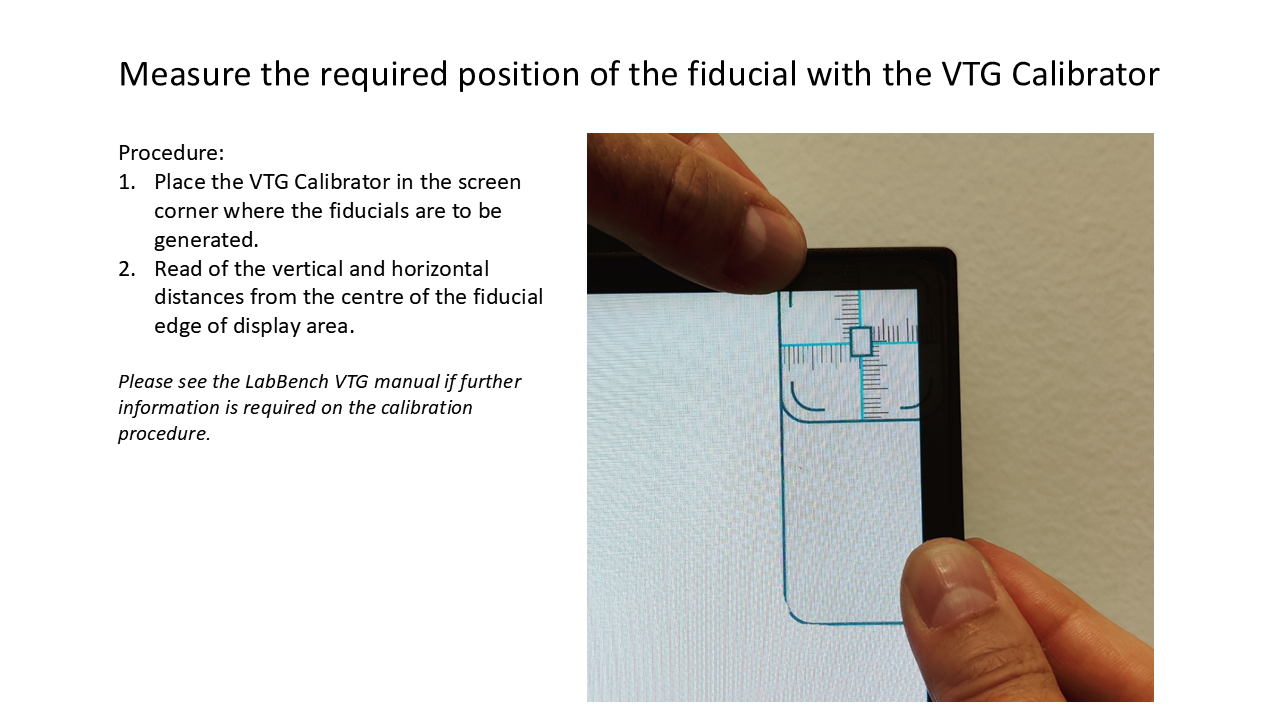 Measure the required position of the fiducial with the VTG Calibrator
Procedure:
1. Place the VTG Calibrator in the screen
corner where the fiducials are to be
generated.
2. Read of the vertical and horizontal
distances from the centre of the fiducial
edge of display area.
Please see the LabBench VTG manual if further
information is required on the calibration
procedure.